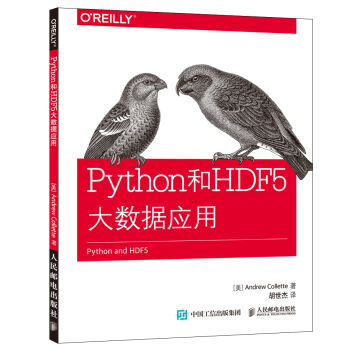 O'REILLY®
Python和HDF5
大数据应用
Python and HDF5
[美] Andrew Collette 著
胡世杰 译
中国工信出版集团
人民邮电出版社
POSTS & TELECOM PRESS
O'REILLY®
Python和HDF5大数据应用
[美] Andrew Collette 著
人民邮电出版社